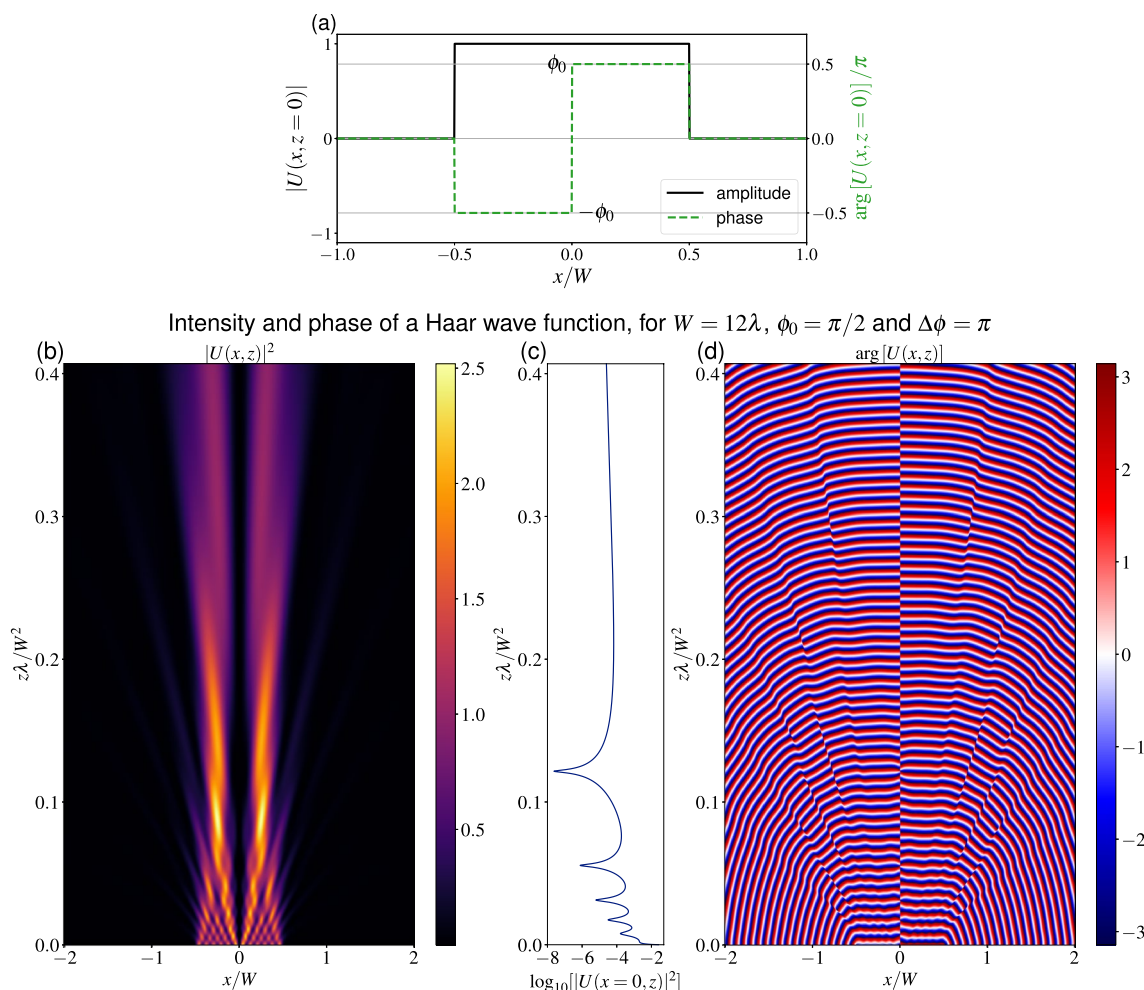 (a)
|U(x, z = 0)|
1
0
−1
ϕ₀
−ϕ₀
amplitude
phase
0.5
0.0
−0.5
arg[U(x, z = 0)]/π
−1.0 −0.5 0.0 0.5 1.0
x/W
Intensity and phase of a Haar wave function, for W = 12λ, ϕ₀ = π/2 and Δϕ = π
(b) |U(x,z)|²
zλ/W²
0.4
0.3
0.2
0.1
0.0
−2 −1 0 1 2
x/W
2.5
2.0
1.5
1.0
0.5
(c)
zλ/W²
0.4
0.3
0.2
0.1
0.0
−8 −6 −4 −2
log₁₀[|U(x=0,z)|²]
(d) arg[U(x,z)]
zλ/W²
0.4
0.3
0.2
0.1
0.0
−2 −1 0 1 2
x/W
3
2
1
0
−1
−2
−3